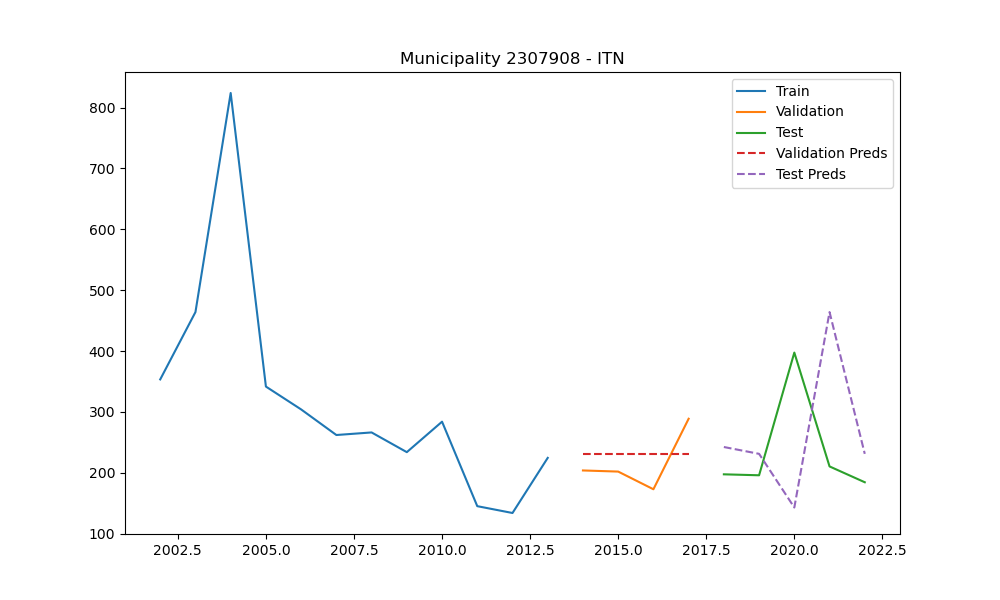 Municipality 2307908 - ITN
Train
Validation
Test
Validation Preds
Test Preds
800
700
600
500
400
300
200
100
2002.5 2005.0 2007.5 2010.0 2012.5 2015.0 2017.5 2020.0 2022.5